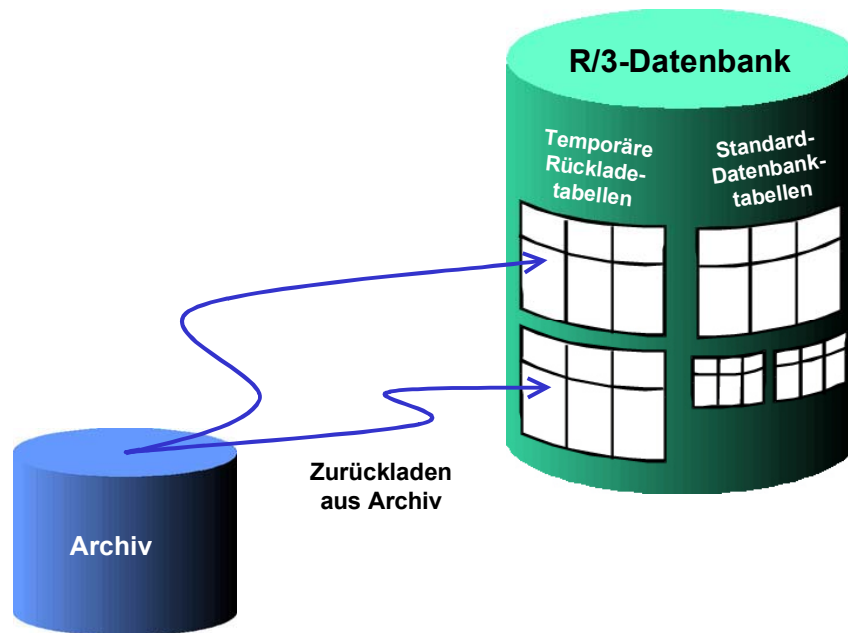 R/3-Datenbank
Temporäre
Rücklade-
tabellen
Standard-
Datenbank-
tabellen
Zurückladen
aus Archiv
Archiv